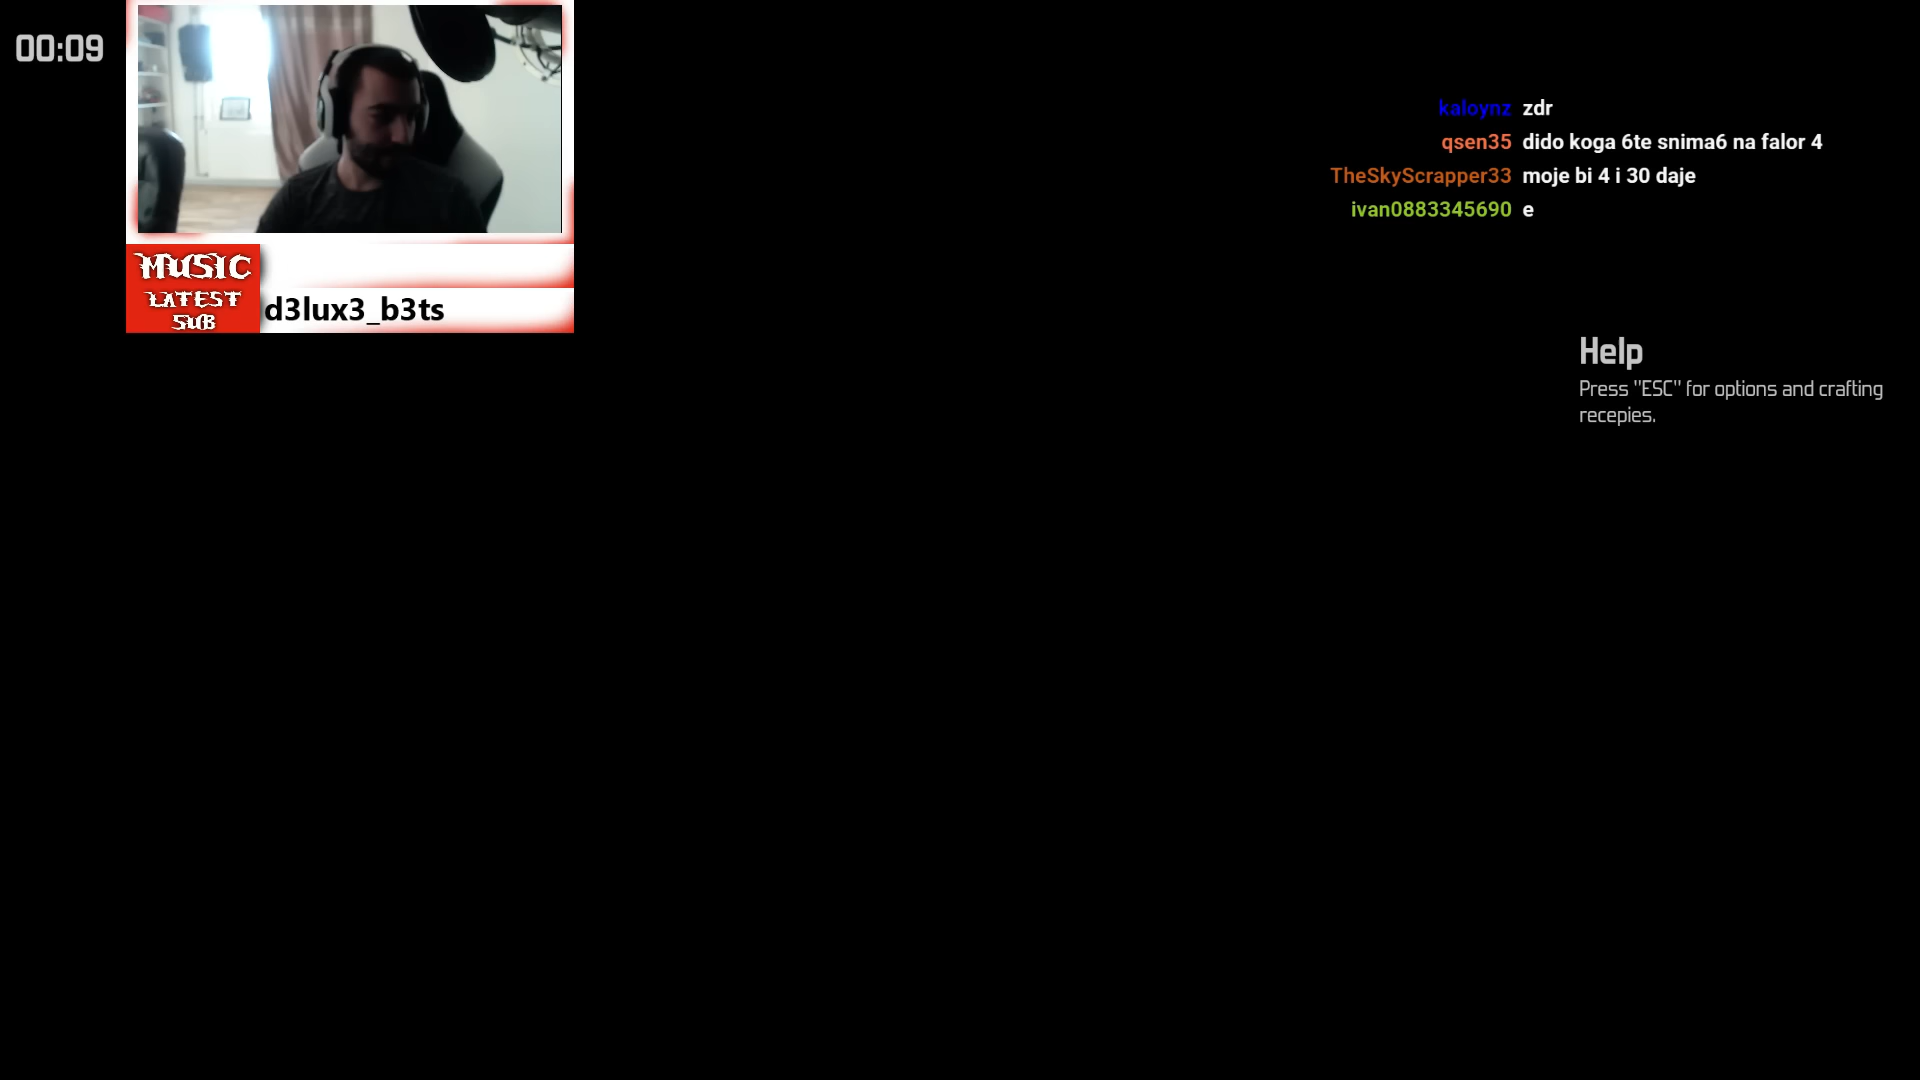 00:09
MUSIC
LATEST
SUB
d3lux3_b3ts
kaloynz zdr
qsen35 dido koga 6te snima6 na falor 4
TheSkyScrapper33 moje bi 4 i 30 daje
ivan0883345690 e
Help
Press "ESC" for options and crafting
recepies.